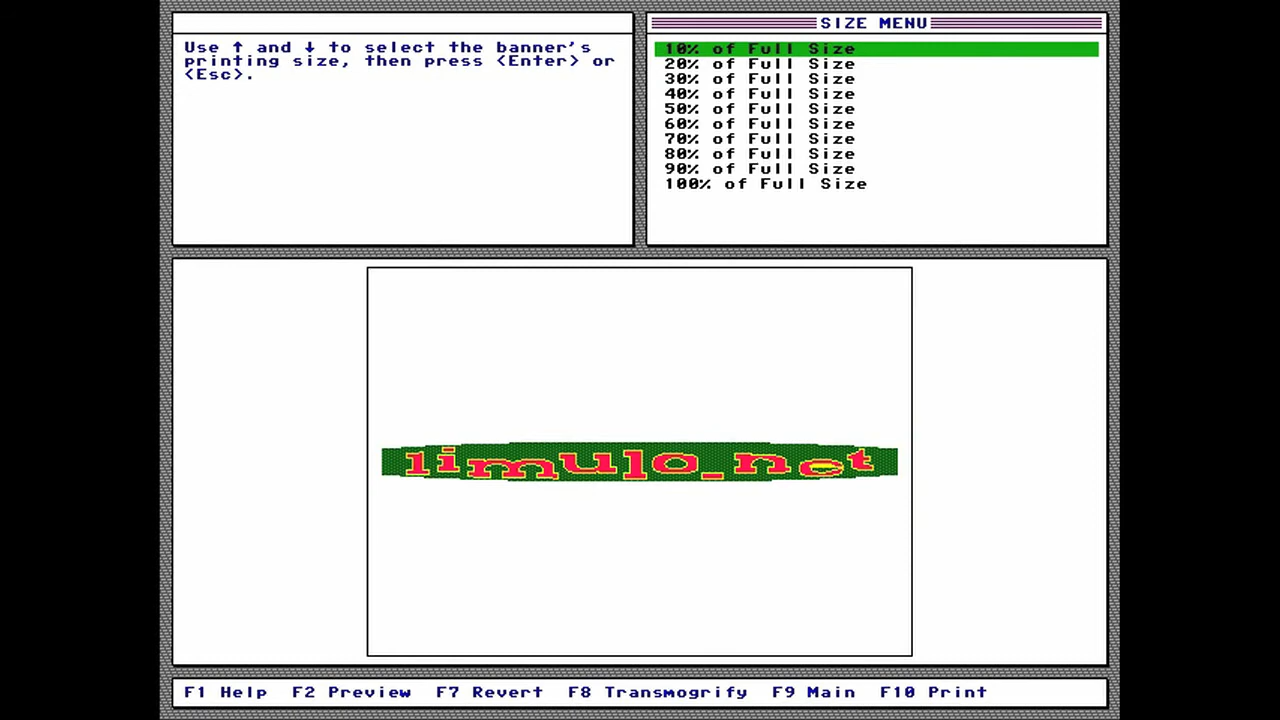 SIZE MENU
Use ↑ and ↓ to select the banner's
printing size, then press <Enter> or
<Esc>.
10% of Full Size
20% of Full Size
30% of Full Size
40% of Full Size
50% of Full Size
60% of Full Size
70% of Full Size
80% of Full Size
90% of Full Size
100% of Full Size
limulo_net
F1 Help F2 Preview F7 Revert F8 Transmogrify F9 Main F10 Print